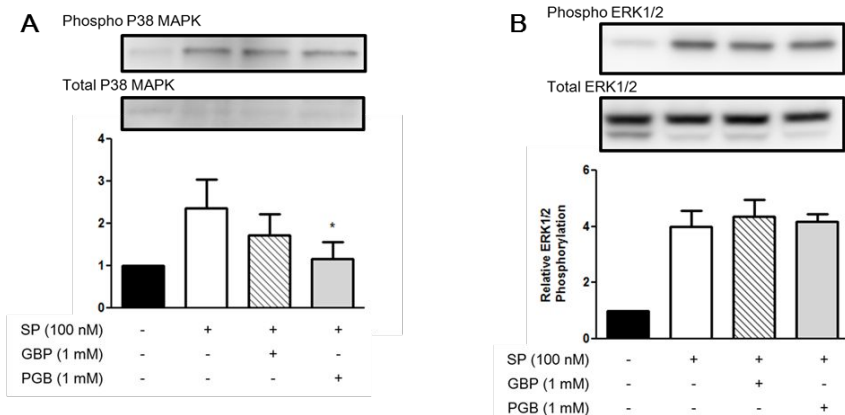 A
Phospho P38 MAPK
Total P38 MAPK
4
3
2
1
0
*
SP (100 nM) - + + +
GBP (1 mM) - - + -
PGB (1 mM) - - - +
B
Phospho ERK1/2
Total ERK1/2
Relative ERK1/2
Phosphorylation
6
4
2
0
SP (100 nM) - + + +
GBP (1 mM) - - + -
PGB (1 mM) - - - +